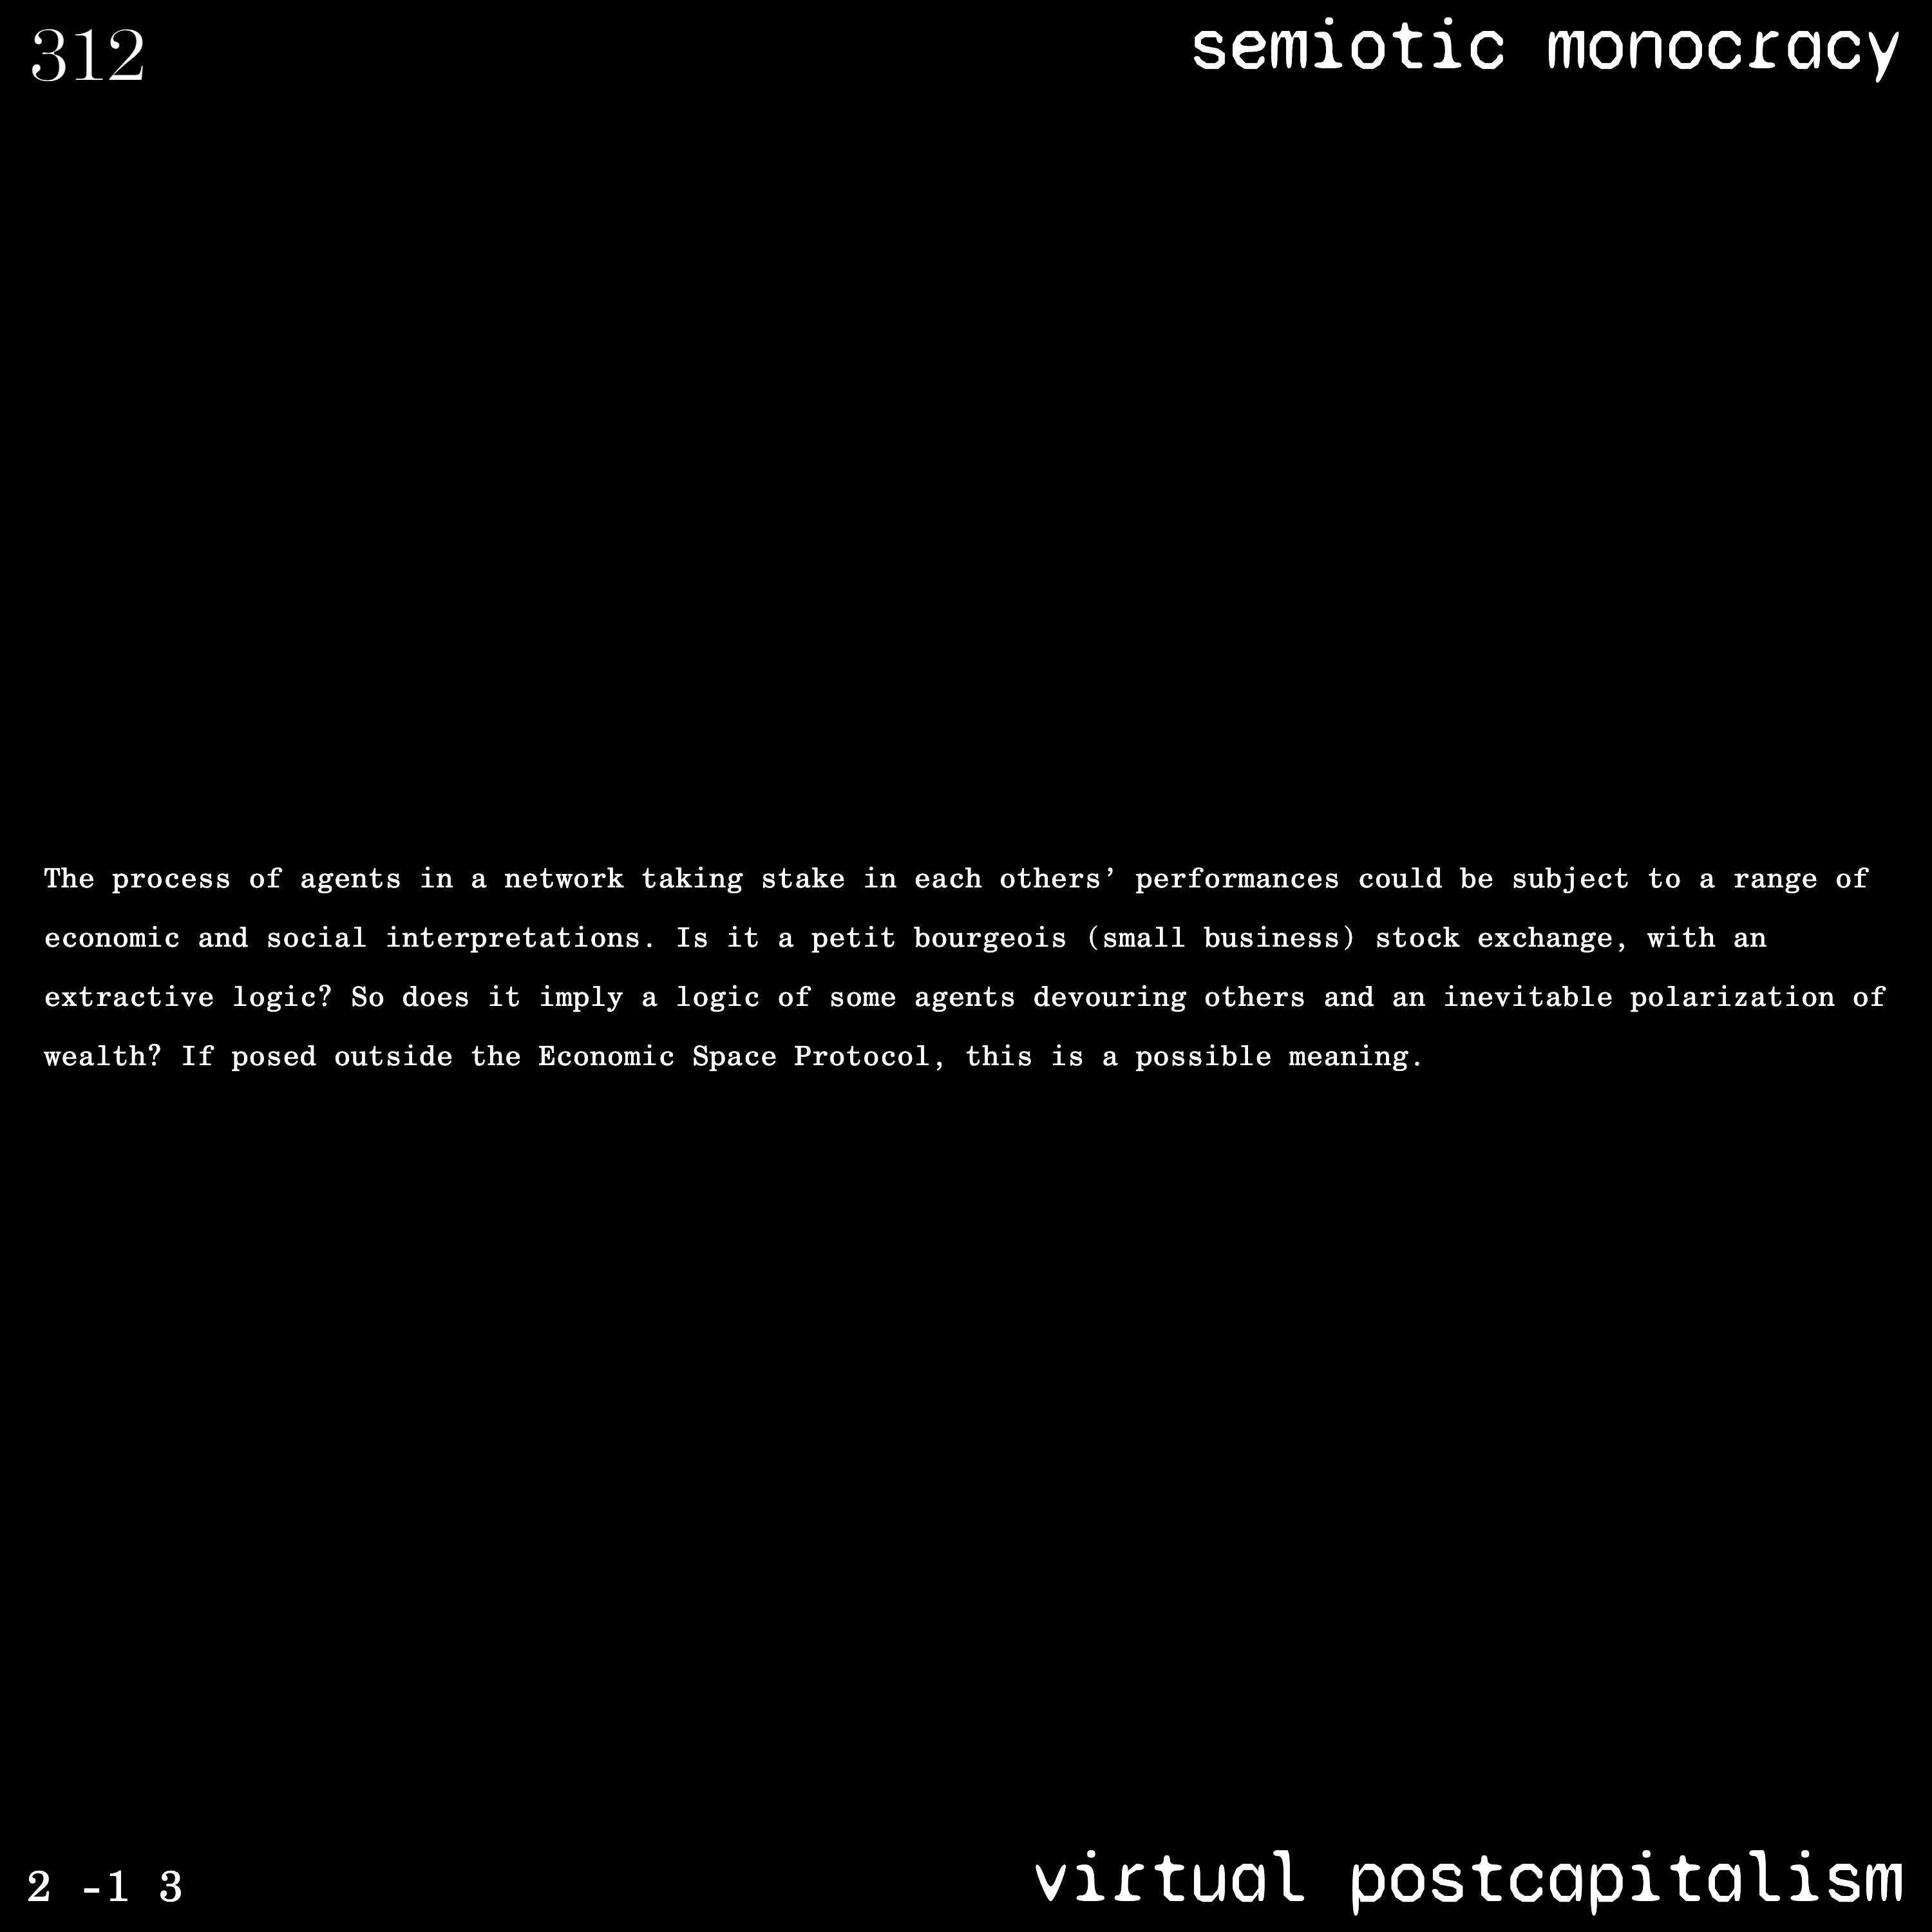 312
semiotic monocracy
The process of agents in a network taking stake in each others’ performances could be subject to a range of
economic and social interpretations. Is it a petit bourgeois (small business) stock exchange, with an
extractive logic? So does it imply a logic of some agents devouring others and an inevitable polarization of
wealth? If posed outside the Economic Space Protocol, this is a possible meaning.
2 -1 3
virtual postcapitalism